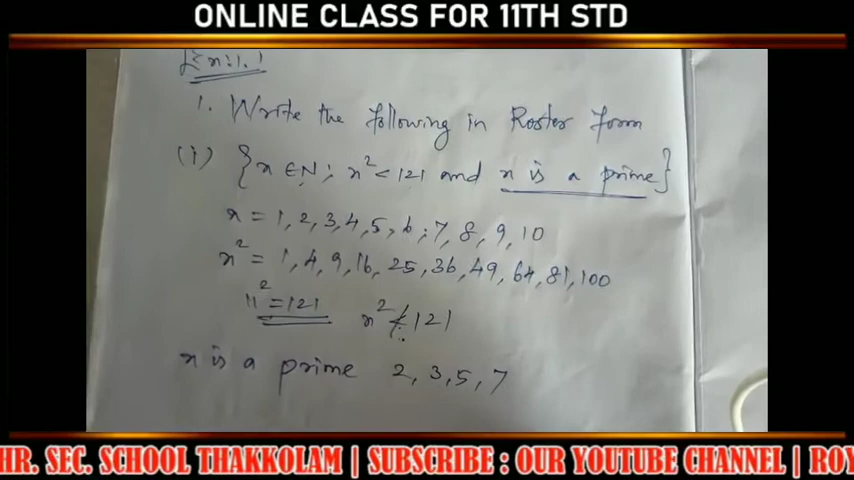 ONLINE CLASS FOR 11TH STD
Ex:1.1
1. Write the following in Roster form
(i) {x ∈ N; x² < 121 and x is a prime}
x = 1, 2, 3, 4, 5, 6, 7, 8, 9, 10
x² = 1, 4, 9, 16, 25, 36, 49, 64, 81, 100
11² = 121 x² ≮ 121
x is a prime 2, 3, 5, 7
HR. SEC. SCHOOL THAKKOLAM | SUBSCRIBE : OUR YOUTUBE CHANNEL | ROY